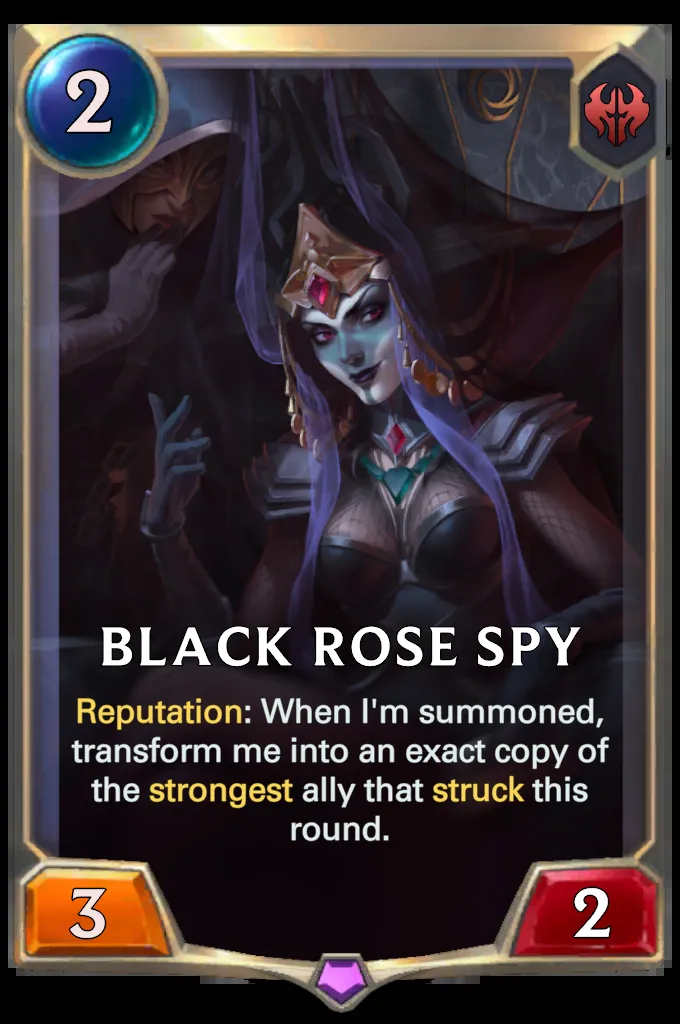 2
BLACK ROSE SPY
Reputation: When I'm summoned,
transform me into an exact copy of
the strongest ally that struck this
round.
3
2